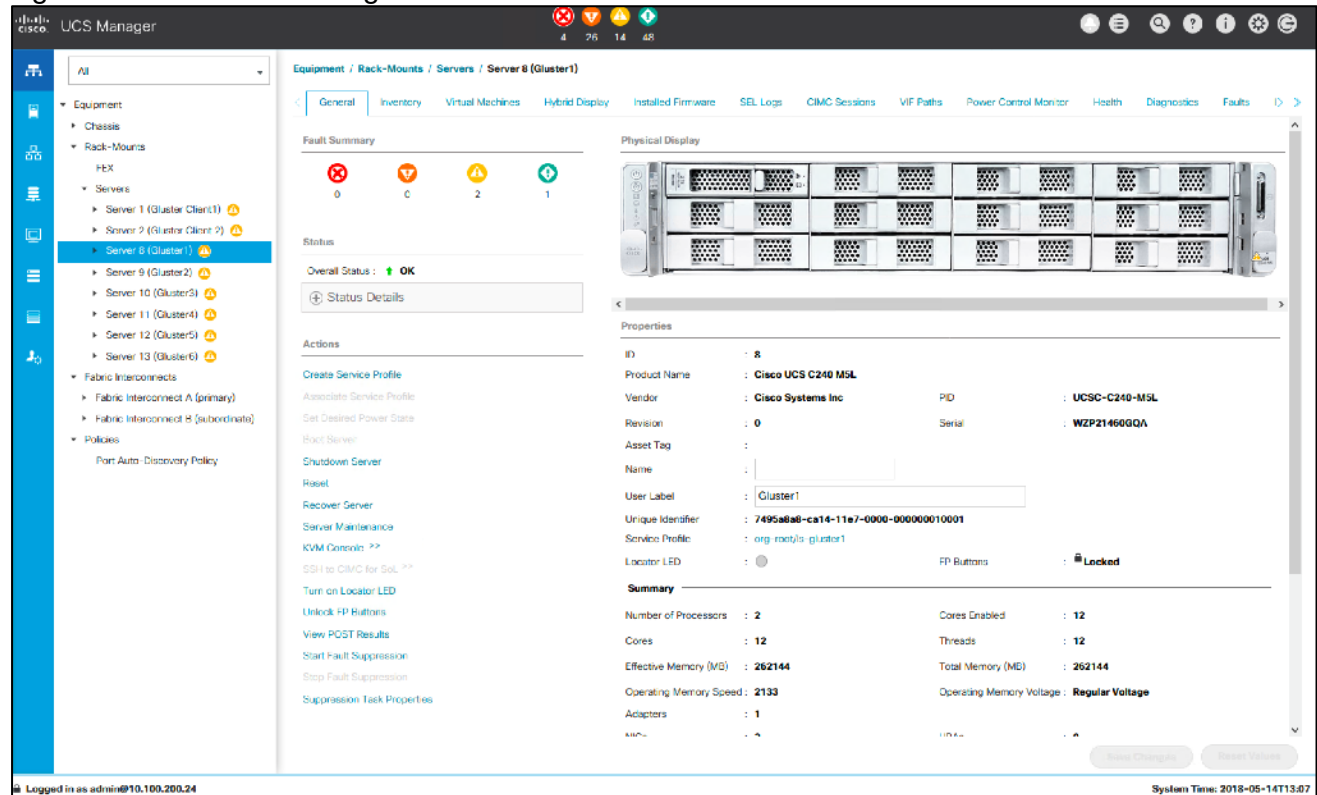 cisco. UCS Manager
4 26 14 48
All
Equipment
Chassis
Rack-Mounts
FEX
Servers
Server 1 (Gluster Client1)
Server 2 (Gluster Client 2)
Server 8 (Gluster1)
Server 9 (Gluster2)
Server 10 (Gluster3)
Server 11 (Gluster4)
Server 12 (Gluster5)
Server 13 (Gluster6)
Fabric Interconnects
Fabric Interconnect A (primary)
Fabric Interconnect B (subordinate)
Policies
Port Auto-Discovery Policy
Equipment / Rack-Mounts / Servers / Server 8 (Gluster1)
General Inventory Virtual Machines Hybrid Display Installed Firmware SEL Logs CIMC Sessions VIF Paths Power Control Monitor Health Diagnostics Faults
Fault Summary
0 0 2 1
Status
Overall Status : OK
Status Details
Actions
Create Service Profile
Associate Service Profile
Set Desired Power State
Boot Server
Shutdown Server
Reset
Recover Server
Server Maintenance
KVM Console >>
SSH to CIMC for SoL >>
Turn on Locator LED
Unlock FP Buttons
View POST Results
Start Fault Suppression
Stop Fault Suppression
Suppression Task Properties
Physical Display
Properties
ID : 8
Product Name : Cisco UCS C240 M5L
Vendor : Cisco Systems Inc PID : UCSC-C240-M5L
Revision : 0 Serial : WZP21460GQA
Asset Tag :
Name :
User Label : Gluster1
Unique Identifier : 7495a8a8-ca14-11e7-0000-000000010001
Service Profile : org-root/ls-gluster1
Locator LED : FP Buttons : Locked
Summary
Number of Processors : 2 Cores Enabled : 12
Cores : 12 Threads : 12
Effective Memory (MB) : 262144 Total Memory (MB) : 262144
Operating Memory Speed : 2133 Operating Memory Voltage : Regular Voltage
Adapters : 1
Save Changes Reset Values
Logged in as admin@10.100.200.24 System Time: 2018-05-14T13:07